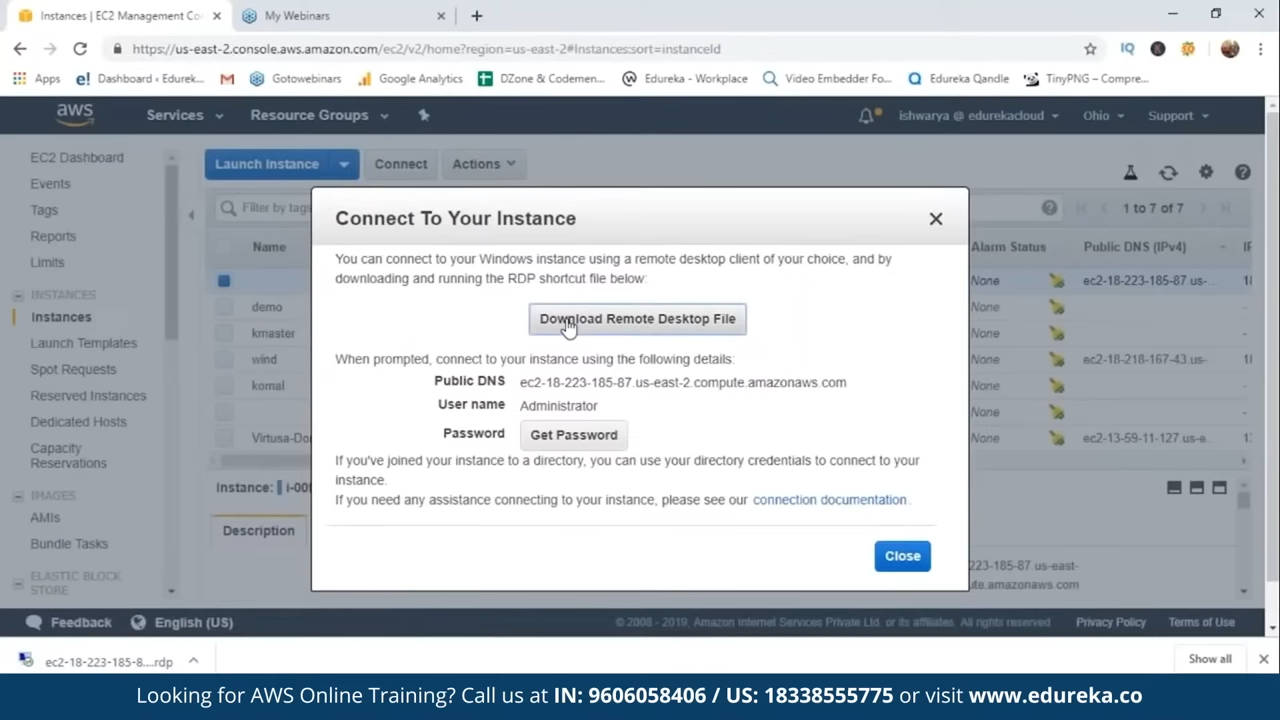 Instances | EC2 Management Co
My Webinars
https://us-east-2.console.aws.amazon.com/ec2/v2/home?region=us-east-2#Instances:sort=instanceId
IQ
Apps
Dashboard ‹ Edurek...
Gotowebinars
Google Analytics
DZone & Codemen...
Edureka - Workplace
Video Embedder Fo...
Edureka Qandle
TinyPNG – Compre...
aws
Services
Resource Groups
ishwarya @ edurekacloud
Ohio
Support
EC2 Dashboard
Events
Tags
Reports
Limits
INSTANCES
Instances
Launch Templates
Spot Requests
Reserved Instances
Dedicated Hosts
Capacity
Reservations
IMAGES
AMIs
Bundle Tasks
ELASTIC BLOCK
STORE
Launch Instance
Connect
Actions
Filter by tags
1 to 7 of 7
Name
Alarm Status
Public DNS (IPv4)
None
ec2-18-223-185-87.us-
demo
None
kmaster
None
wind
None
ec2-18-218-167-43.us-
komal
None
None
Virtusa-Do
None
ec2-13-59-11-127.us-e...
Instance:
Description
223-185-87.us-east-
ute.amazonaws.com
Connect To Your Instance
You can connect to your Windows instance using a remote desktop client of your choice, and by
downloading and running the RDP shortcut file below:
Download Remote Desktop File
When prompted, connect to your instance using the following details:
Public DNS ec2-18-223-185-87.us-east-2.compute.amazonaws.com
User name Administrator
Password Get Password
If you've joined your instance to a directory, you can use your directory credentials to connect to your
instance.
If you need any assistance connecting to your instance, please see our connection documentation.
Close
Feedback
English (US)
© 2008 - 2019, Amazon Internet Services Private Ltd. or its affiliates. All rights reserved
Privacy Policy
Terms of Use
ec2-18-223-185-8....rdp
Show all
Looking for AWS Online Training? Call us at IN: 9606058406 / US: 18338555775 or visit www.edureka.co